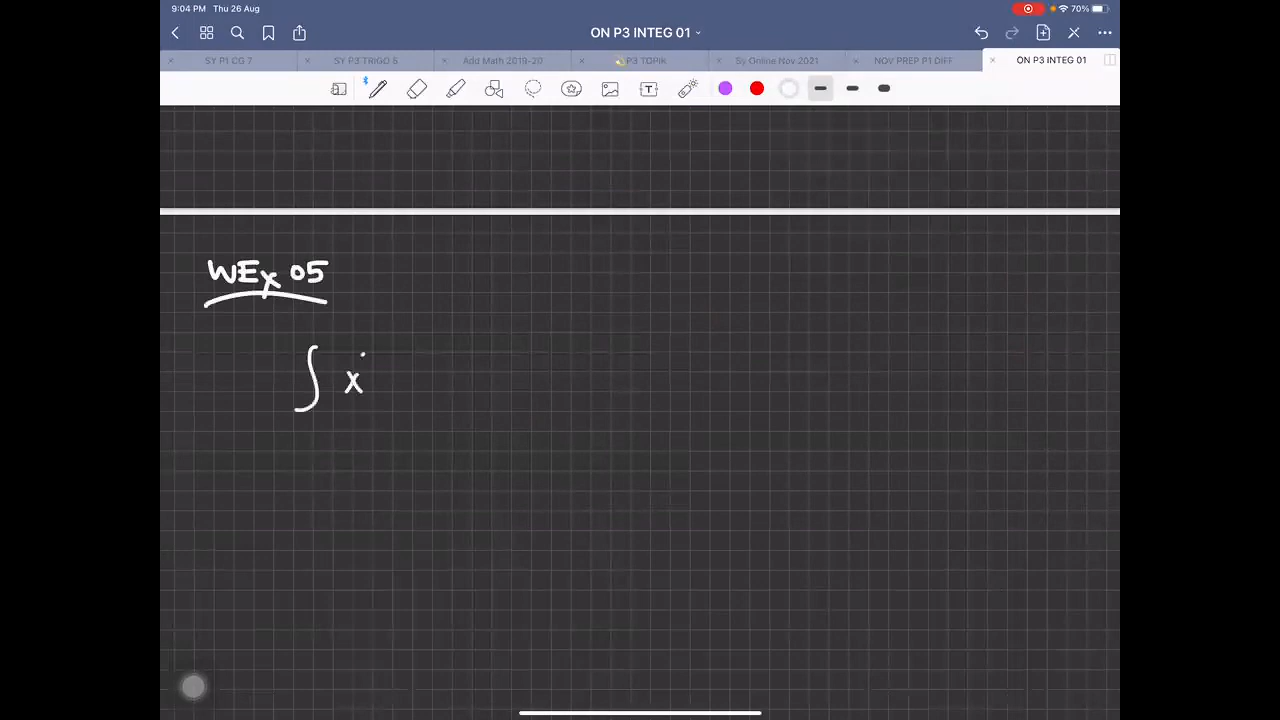 9:04 PM Thu 26 Aug
70%
ON P3 INTEG 01
SY P1 CG 7
SY P3 TRIGO 5
Add Math 2019-20
P3 TOPIK
Sy Online Nov 2021
NOV PREP P1 DIFF
ON P3 INTEG 01
T
WEx 05
∫ x